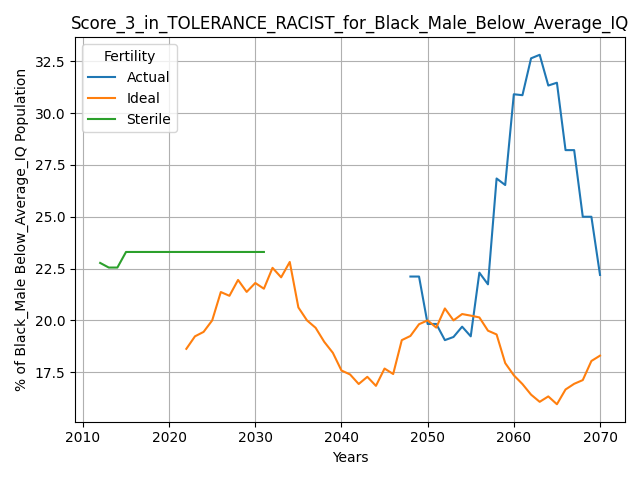 Score_3_in_TOLERANCE_RACIST_for_Black_Male_Below_Average_IQ
Fertility
Actual
Ideal
Sterile
% of Black_Male Below_Average_IQ Population
32.5
30.0
27.5
25.0
22.5
20.0
17.5
2010 2020 2030 2040 2050 2060 2070
Years